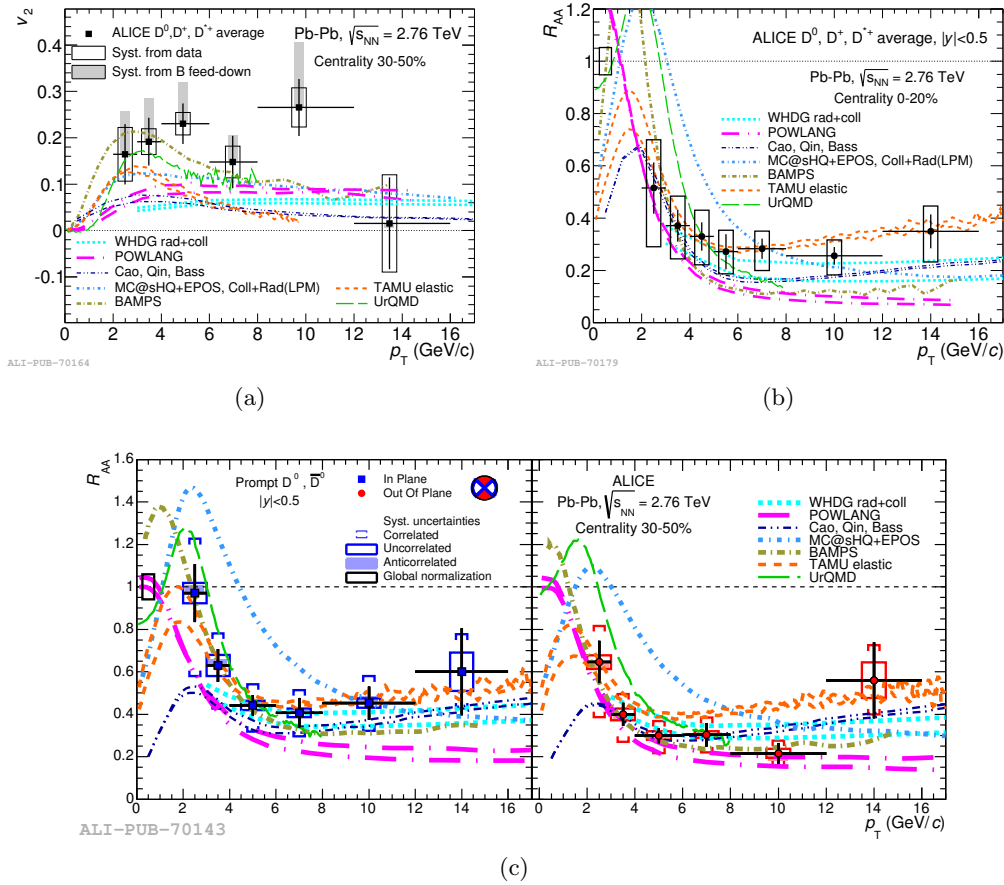 v₂
ALICE D⁰,D⁺, D*⁺ average
Syst. from data
Syst. from B feed-down
Pb-Pb, √s_NN = 2.76 TeV
Centrality 30-50%
0.4
0.3
0.2
0.1
0
-0.1
WHDG rad+coll
POWLANG
Cao, Qin, Bass
MC@sHQ+EPOS, Coll+Rad(LPM)
BAMPS
TAMU elastic
UrQMD
0 2 4 6 8 10 12 14 16
p_T (GeV/c)
ALI-PUB-70164
(a)
R_AA
1.2
1
0.8
0.6
0.4
0.2
0
ALICE D⁰, D⁺, D*⁺ average, |y|<0.5
Pb-Pb, √s_NN = 2.76 TeV
Centrality 0-20%
WHDG rad+coll
POWLANG
Cao, Qin, Bass
MC@sHQ+EPOS, Coll+Rad(LPM)
BAMPS
TAMU elastic
UrQMD
0 2 4 6 8 10 12 14 16
p_T (GeV/c)
ALI-PUB-70179
(b)
R_AA
1.6
1.4
1.2
1
0.8
0.6
0.4
0.2
0
Prompt D⁰, D̅⁰
|y|<0.5
In Plane
Out Of Plane
Syst. uncertainties
Correlated
Uncorrelated
Anticorrelated
Global normalization
0 2 4 6 8 10 12 14 16
ALICE
Pb-Pb, √s_NN = 2.76 TeV
Centrality 30-50%
WHDG rad+coll
POWLANG
Cao, Qin, Bass
MC@sHQ+EPOS
BAMPS
TAMU elastic
UrQMD
0 2 4 6 8 10 12 14 16
p_T (GeV/c)
ALI-PUB-70143
(c)